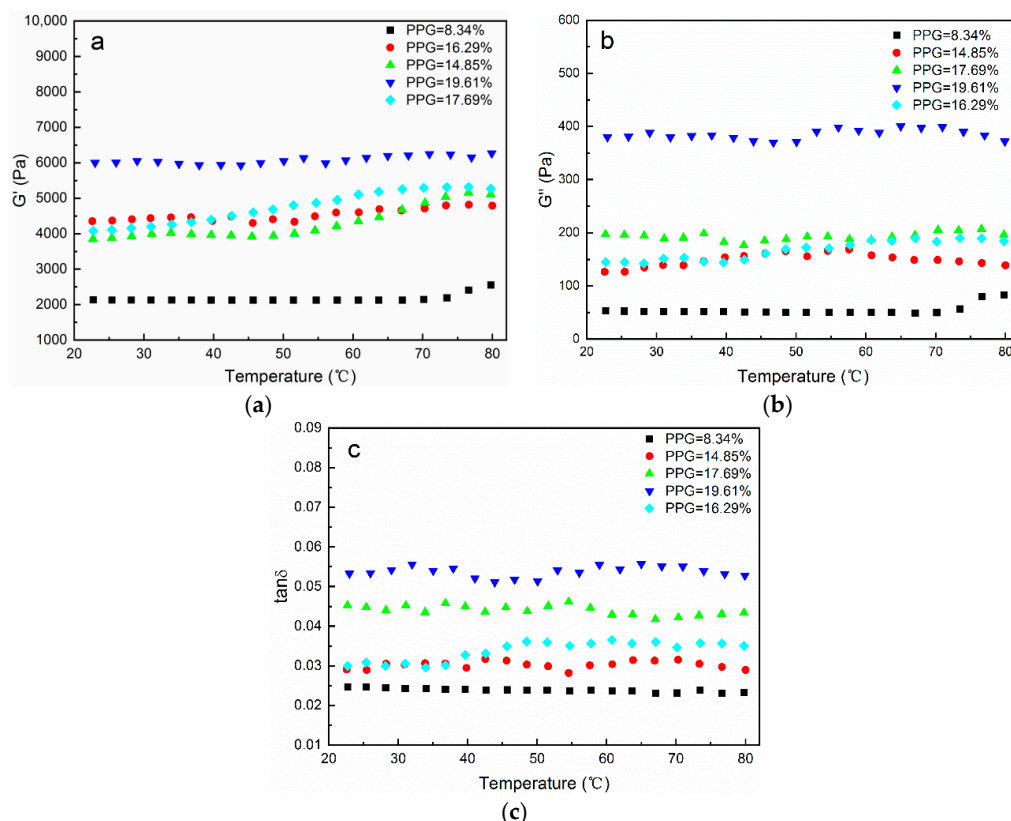 a
PPG=8.34%
PPG=16.29%
PPG=14.85%
PPG=19.61%
PPG=17.69%
10,000
9000
8000
7000
6000
5000
4000
3000
2000
1000
G' (Pa)
20 30 40 50 60 70 80
Temperature (℃)
(a)
b
PPG=8.34%
PPG=14.85%
PPG=17.69%
PPG=19.61%
PPG=16.29%
600
500
400
300
200
100
0
G" (Pa)
20 30 40 50 60 70 80
Temperature (℃)
(b)
c
PPG=8.34%
PPG=14.85%
PPG=17.69%
PPG=19.61%
PPG=16.29%
0.09
0.08
0.07
0.06
0.05
0.04
0.03
0.02
0.01
tanδ
20 30 40 50 60 70 80
Temperature (℃)
(c)